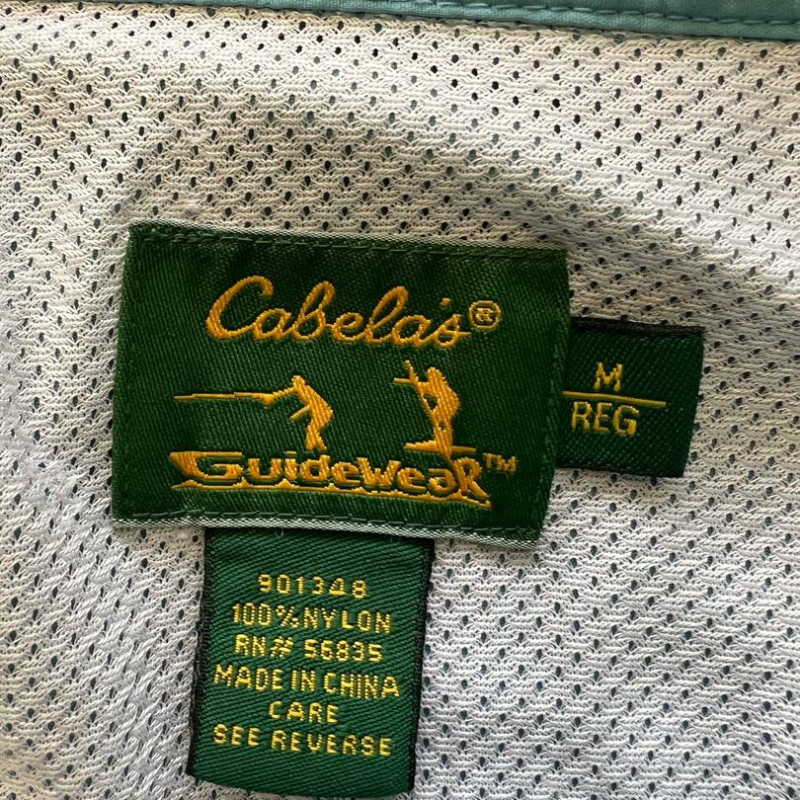 Cabela's®
GuideweaR™
M
REG
901348
100% NYLON
RN# 56835
MADE IN CHINA
CARE
SEE REVERSE